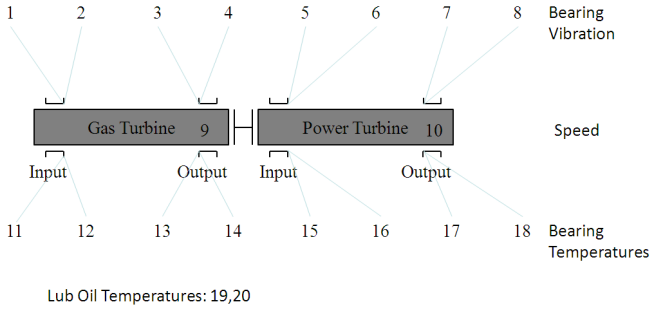 1 2 3 4 5 6 7 8 Bearing
Vibration
Gas Turbine 9 Power Turbine 10 Speed
Input Output Input Output
11 12 13 14 15 16 17 18 Bearing
Temperatures
Lub Oil Temperatures: 19,20